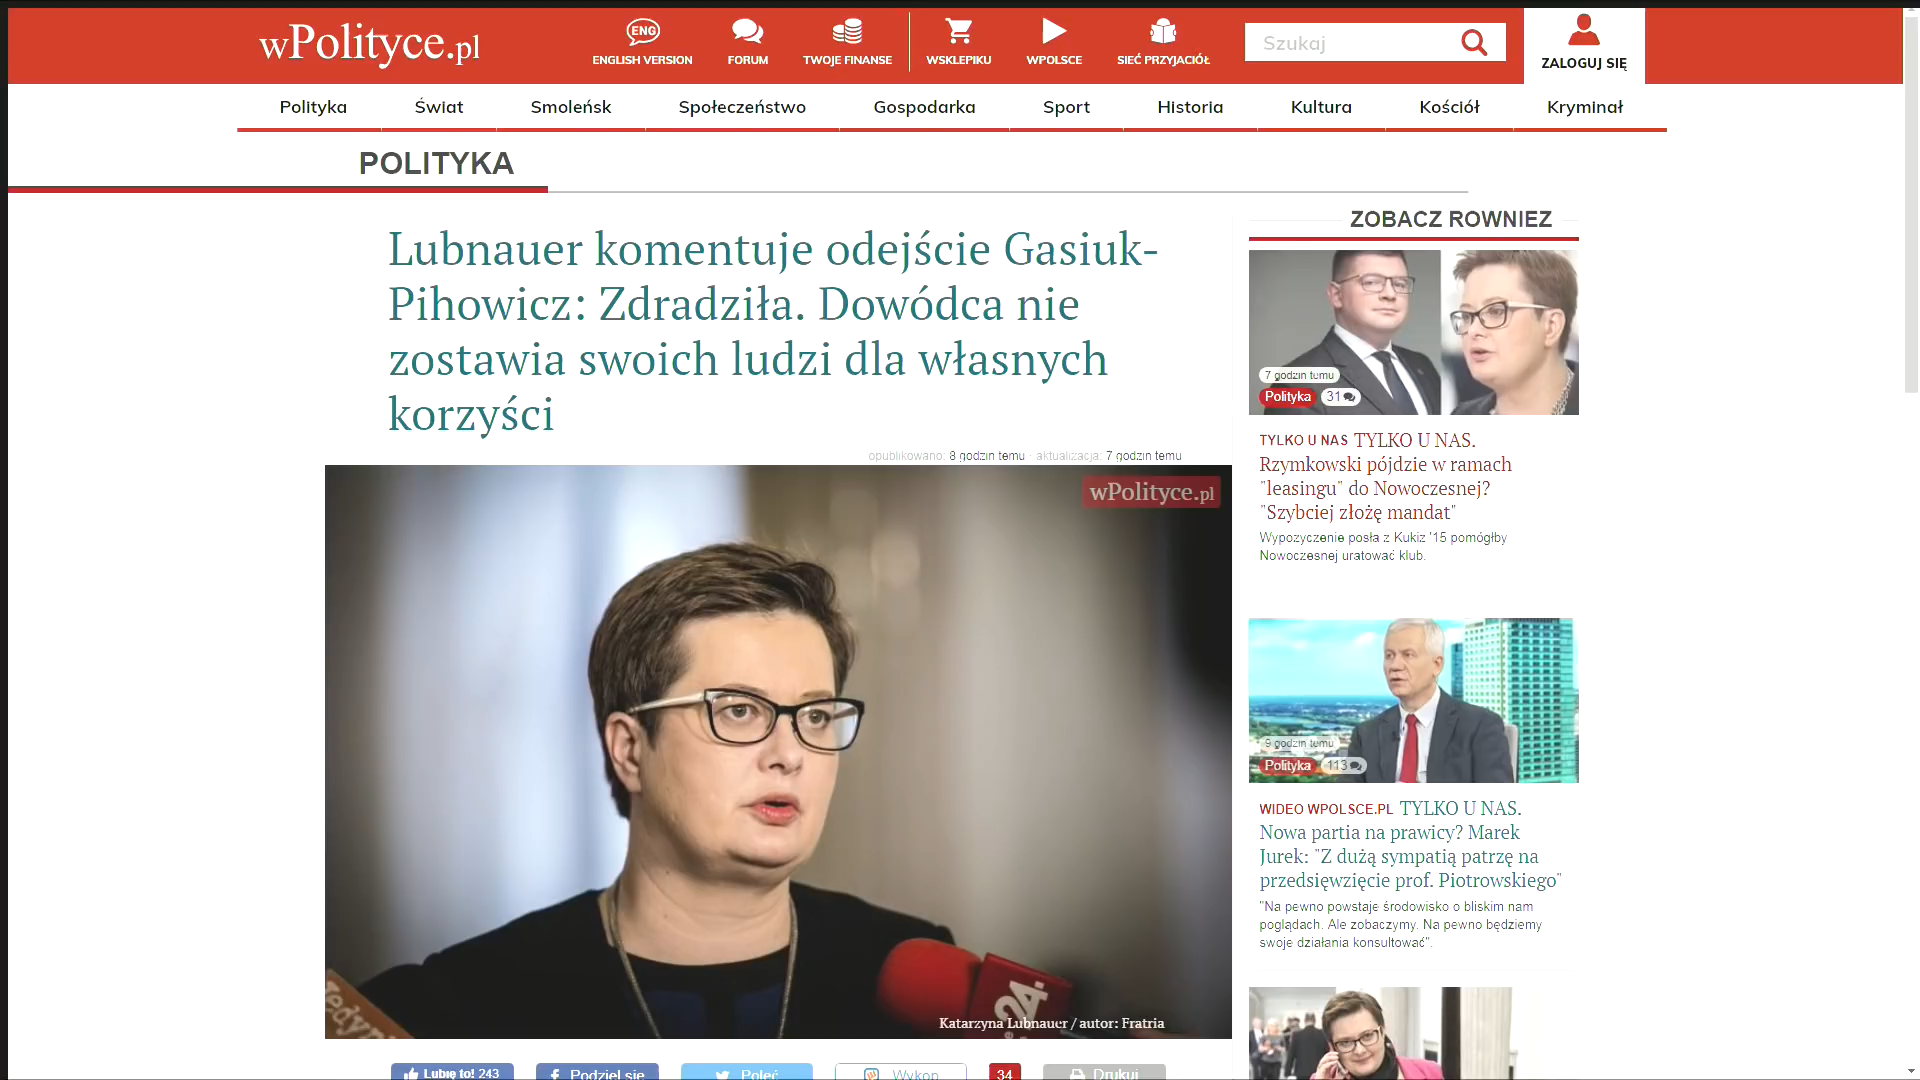 wPolityce.pl
ENG
ENGLISH VERSION
FORUM
TWOJE FINANSE
WSKLEPIKU
WPOLSCE
SIEĆ PRZYJACIÓŁ
Szukaj
ZALOGUJ SIĘ
Polityka
Świat
Smoleńsk
Społeczeństwo
Gospodarka
Sport
Historia
Kultura
Kościół
Kryminał
POLITYKA
Lubnauer komentuje odejście Gasiuk-
Pihowicz: Zdradziła. Dowódca nie
zostawia swoich ludzi dla własnych
korzyści
opublikowano: 8 godzin temu · aktualizacja: 7 godzin temu
wPolityce.pl
24
Katarzyna Lubnauer / autor: Fratria
Lubię to! 243
Podziel się
Poleć
Wykop
34
Drukuj
ZOBACZ ROWNIEZ
7 godzin temu
Polityka 31
TYLKO U NAS TYLKO U NAS.
Rzymkowski pójdzie w ramach
"leasingu" do Nowoczesnej?
"Szybciej złożę mandat"
Wypożyczenie posła z Kukiz '15 pomógłby
Nowoczesnej uratować klub.
9 godzin temu
Polityka 113
WIDEO WPOLSCE.PL TYLKO U NAS.
Nowa partia na prawicy? Marek
Jurek: "Z dużą sympatią patrzę na
przedsięwzięcie prof. Piotrowskiego"
"Na pewno powstaje środowisko o bliskim nam
poglądach. Ale zobaczymy. Na pewno będziemy
swoje działania konsultować".